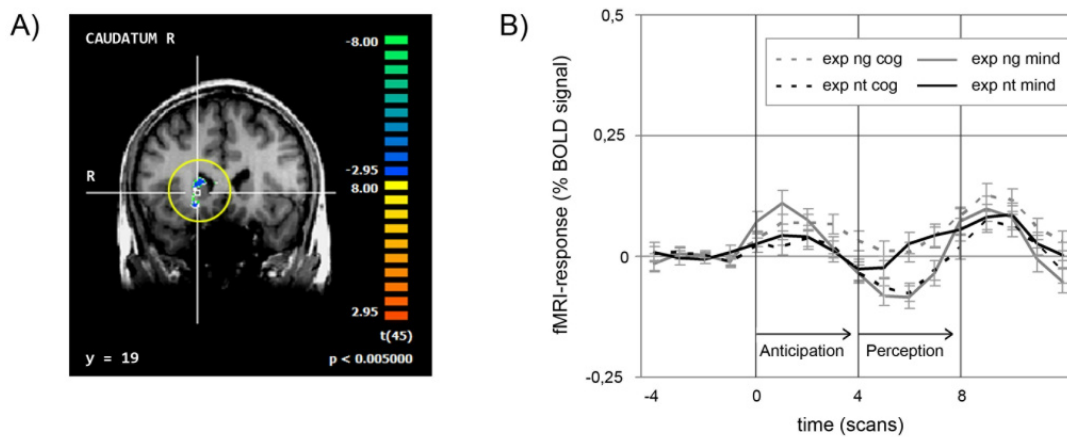 A)
CAUDATUM R
-8.00
-2.95
8.00
R
2.95
t(45)
y = 19
p < 0.005000
B)
fMRI-response (% BOLD signal)
0,5
0,25
0
-0,25
exp ng cog
exp ng mind
exp nt cog
exp nt mind
Anticipation
Perception
-4
0
4
8
time (scans)